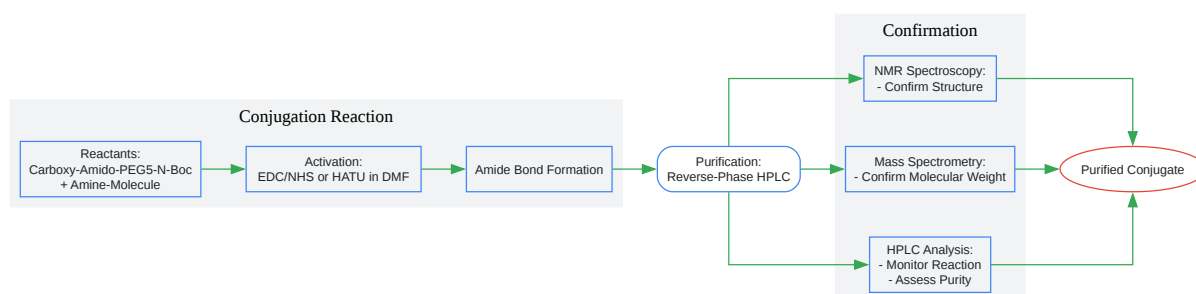 Conjugation Reaction
Reactants:
Carboxy-Amido-PEG5-N-Boc
+ Amine-Molecule
Activation:
EDC/NHS or HATU in DMF
Amide Bond Formation
Purification:
Reverse-Phase HPLC
Confirmation
NMR Spectroscopy:
- Confirm Structure
Mass Spectrometry:
- Confirm Molecular Weight
HPLC Analysis:
- Monitor Reaction
- Assess Purity
Purified Conjugate